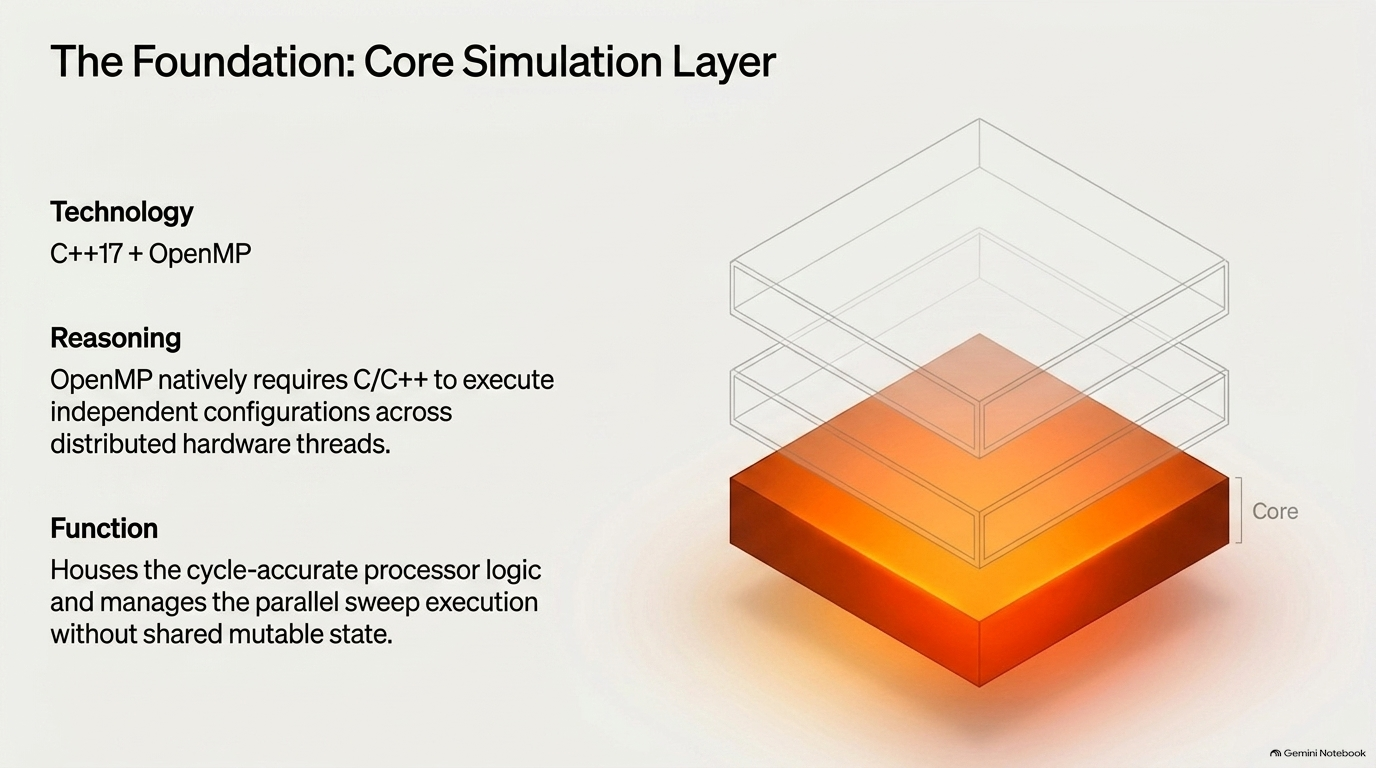 The Foundation: Core Simulation Layer
Technology
C++17 + OpenMP
Reasoning
OpenMP natively requires C/C++ to execute
independent configurations across
distributed hardware threads.
Function
Houses the cycle-accurate processor logic
and manages the parallel sweep execution
without shared mutable state.
Core
Gemini Notebook